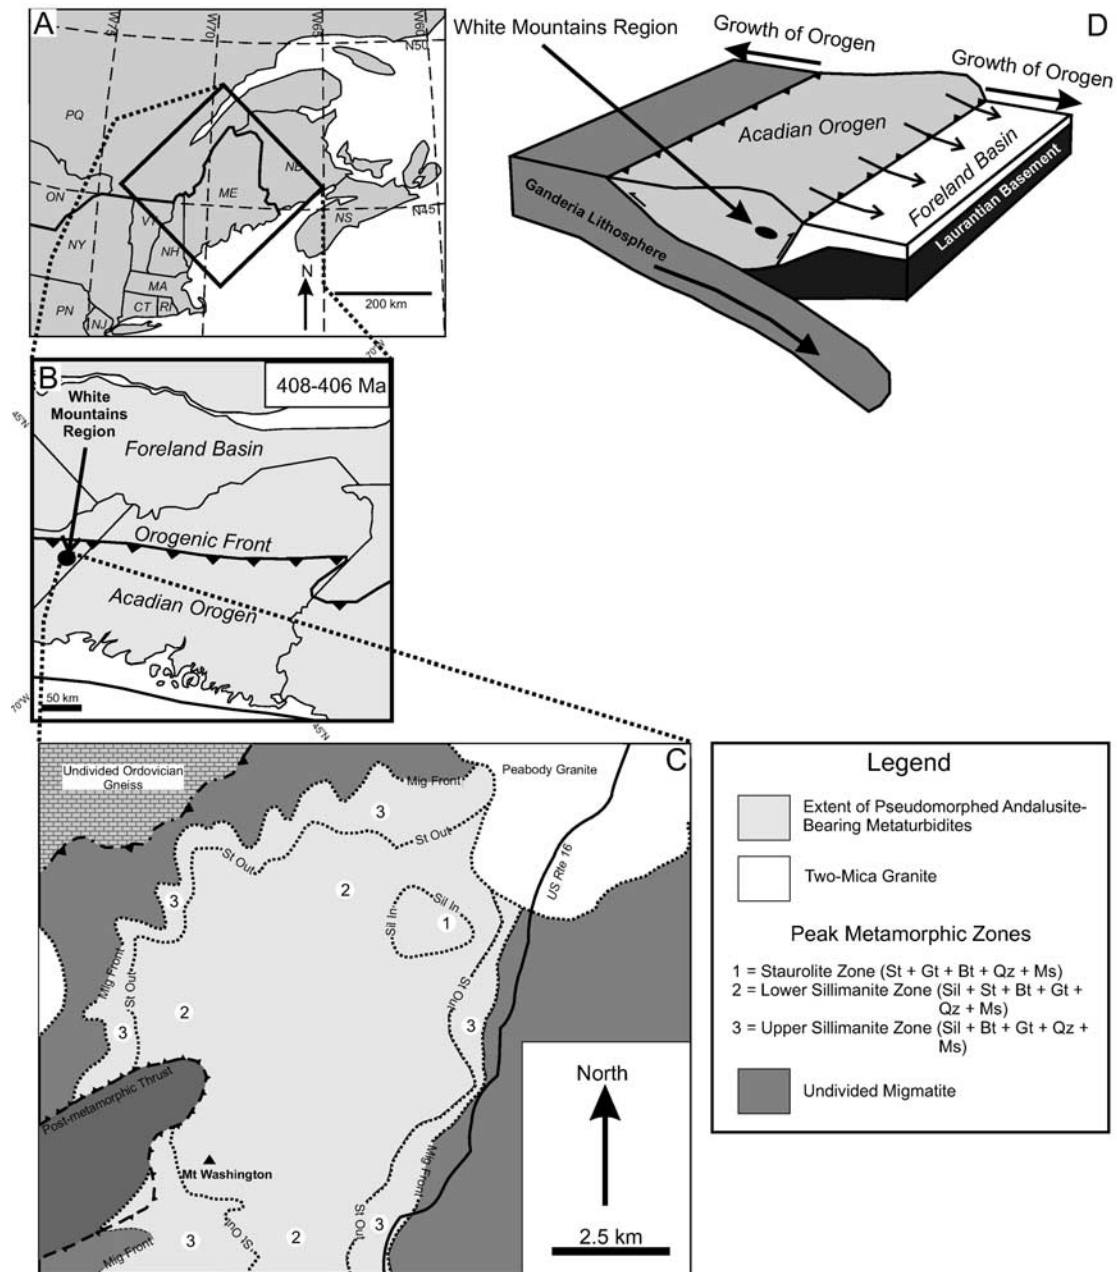 A
W75
W70
W65
W60
N50
PQ
NB
ON
ME
N45
VT
NS
NY
NH
MA
N
PN
CT
RI
NJ
200 km
70°W
D
White Mountains Region
Growth of Orogen
Growth of Orogen
Acadian Orogen
Foreland Basin
Ganderia Lithosphere
Laurantian Basement
B
408-406 Ma
White
Mountains
Region
45°N
Foreland Basin
Orogenic Front
Acadian Orogen
50 km
70°W
45°N
C
Undivided Ordovician
Gneiss
Peabody Granite
Mig Front
3
St Out
St Out
US Rte 16
2
3
Sil In
Sil In
1
Mig Front
St Out
St Out
2
3
3
Post-metamorphic Thrust
Mt Washington
Mig Front
St Out
St Out
3
Mig Front
3
2
North
2.5 km
Legend
Extent of Pseudomorphed Andalusite-
Bearing Metaturbidites
Two-Mica Granite
Peak Metamorphic Zones
1 = Staurolite Zone (St + Gt + Bt + Qz + Ms)
2 = Lower Sillimanite Zone (Sil + St + Bt + Gt +
Qz + Ms)
3 = Upper Sillimanite Zone (Sil + Bt + Gt + Qz +
Ms)
Undivided Migmatite